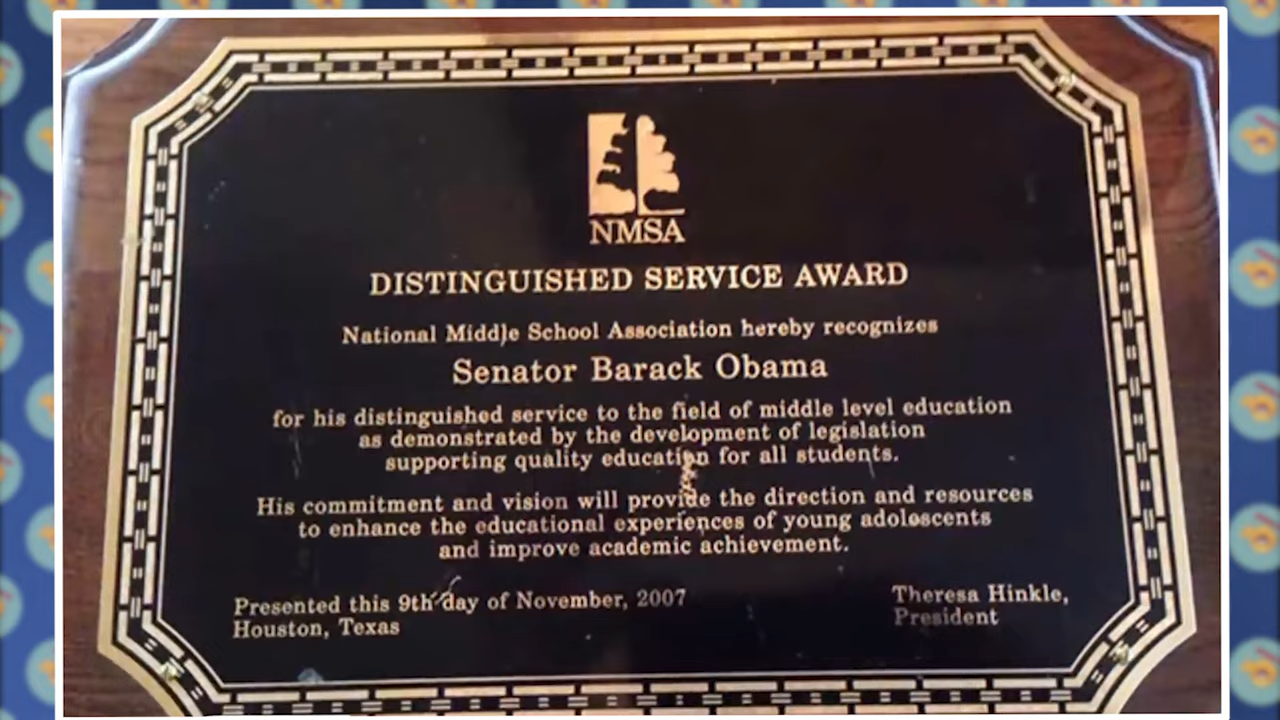 NMSA
DISTINGUISHED SERVICE AWARD
National Middle School Association hereby recognizes
Senator Barack Obama
for his distinguished service to the field of middle level education
as demonstrated by the development of legislation
supporting quality education for all students.
His commitment and vision will provide the direction and resources
to enhance the educational experiences of young adolescents
and improve academic achievement.
Presented this 9th day of November, 2007
Houston, Texas
Theresa Hinkle,
President